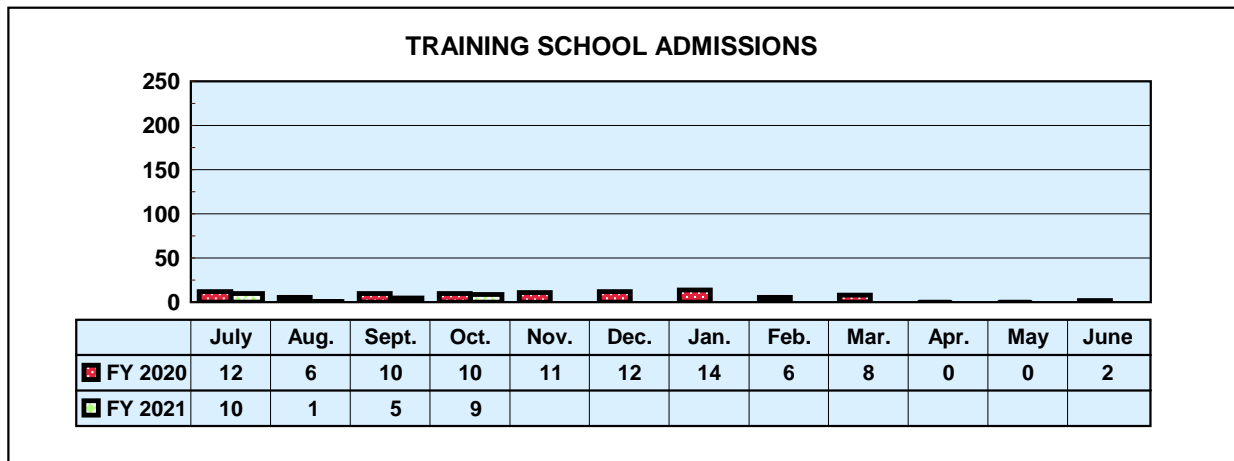 TRAINING SCHOOL ADMISSIONS
250
200
150
100
50
0
July Aug. Sept. Oct. Nov. Dec. Jan. Feb. Mar. Apr. May June
FY 2020 12 6 10 10 11 12 14 6 8 0 0 2
FY 2021 10 1 5 9